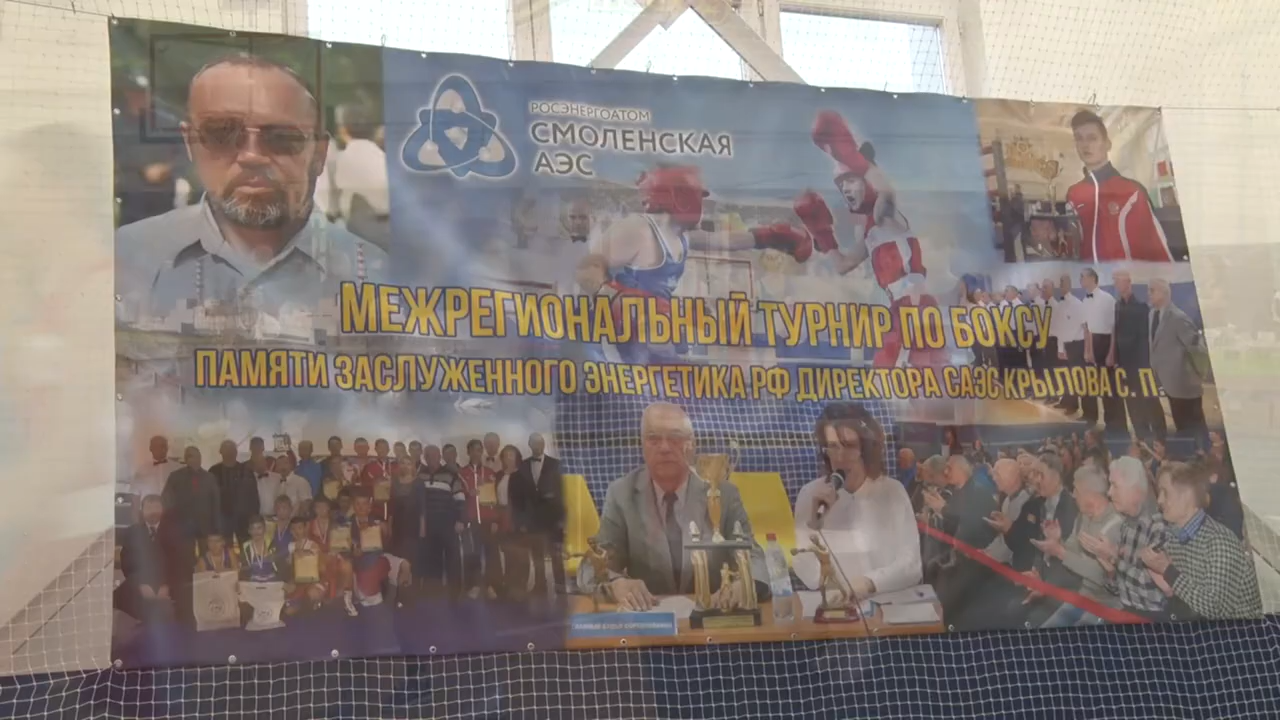 РОСЭНЕРГОАТОМ
СМОЛЕНСКАЯ
АЭС
МЕЖРЕГИОНАЛЬНЫЙ ТУРНИР ПО БОКСУ
ПАМЯТИ ЗАСЛУЖЕННОГО ЭНЕРГЕТИКА РФ ДИРЕКТОРА САЭС КРЫЛОВА С. П.